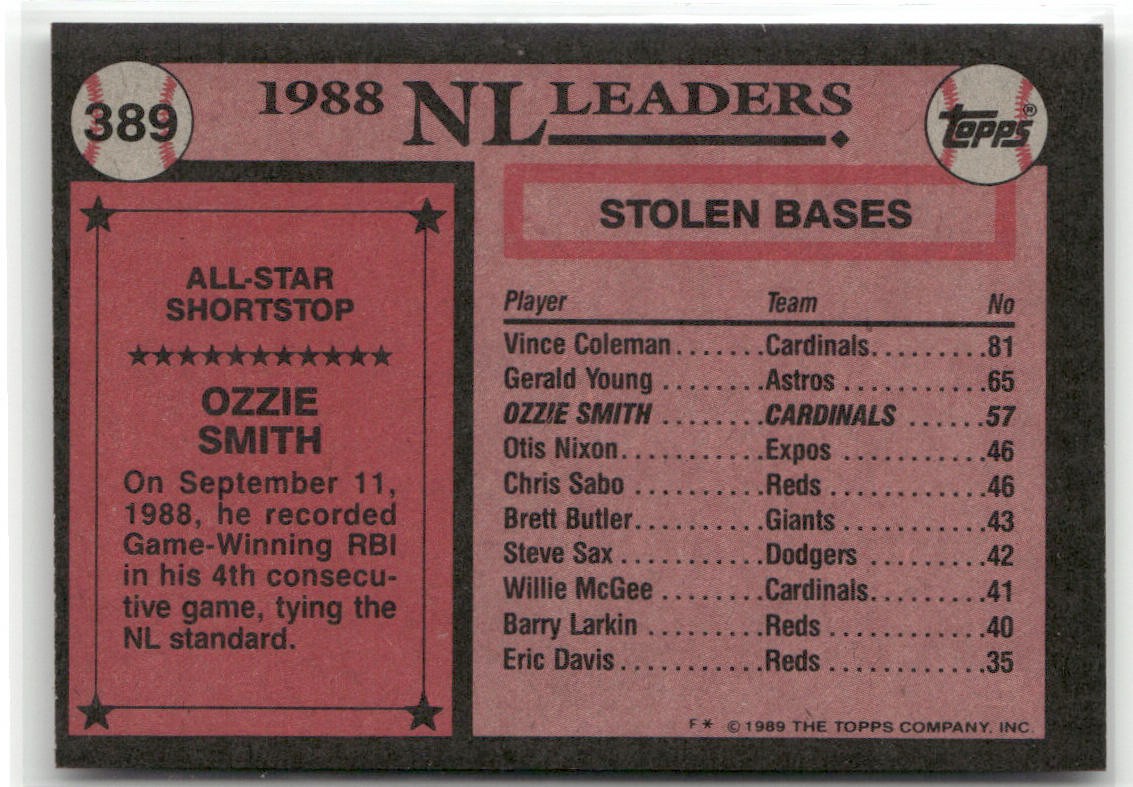 389
1988 NL LEADERS
TOPPS®
ALL-STAR
SHORTSTOP
OZZIE
SMITH
On September 11,
1988, he recorded
Game-Winning RBI
in his 4th consecu-
tive game, tying the
NL standard.
STOLEN BASES
Player Team No
Vince Coleman.......Cardinals.........81
Gerald Young ........Astros ............65
OZZIE SMITH .......CARDINALS ......57
Otis Nixon...........Expos ............46
Chris Sabo ..........Reds .............46
Brett Butler..........Giants ............43
Steve Sax ...........Dodgers ..........42
Willie McGee ........Cardinals.........41
Barry Larkin .........Reds .............40
Eric Davis ...........Reds .............35
F* © 1989 THE TOPPS COMPANY, INC.